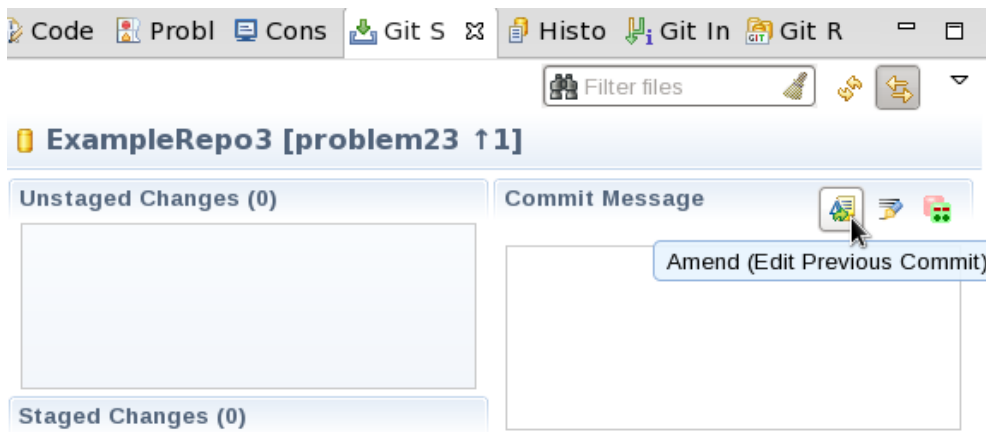 Code Probl Cons Git S Histo Git In Git R
Filter files
ExampleRepo3 [problem23 ↑1]
Unstaged Changes (0)
Commit Message
Amend (Edit Previous Commit)
Staged Changes (0)